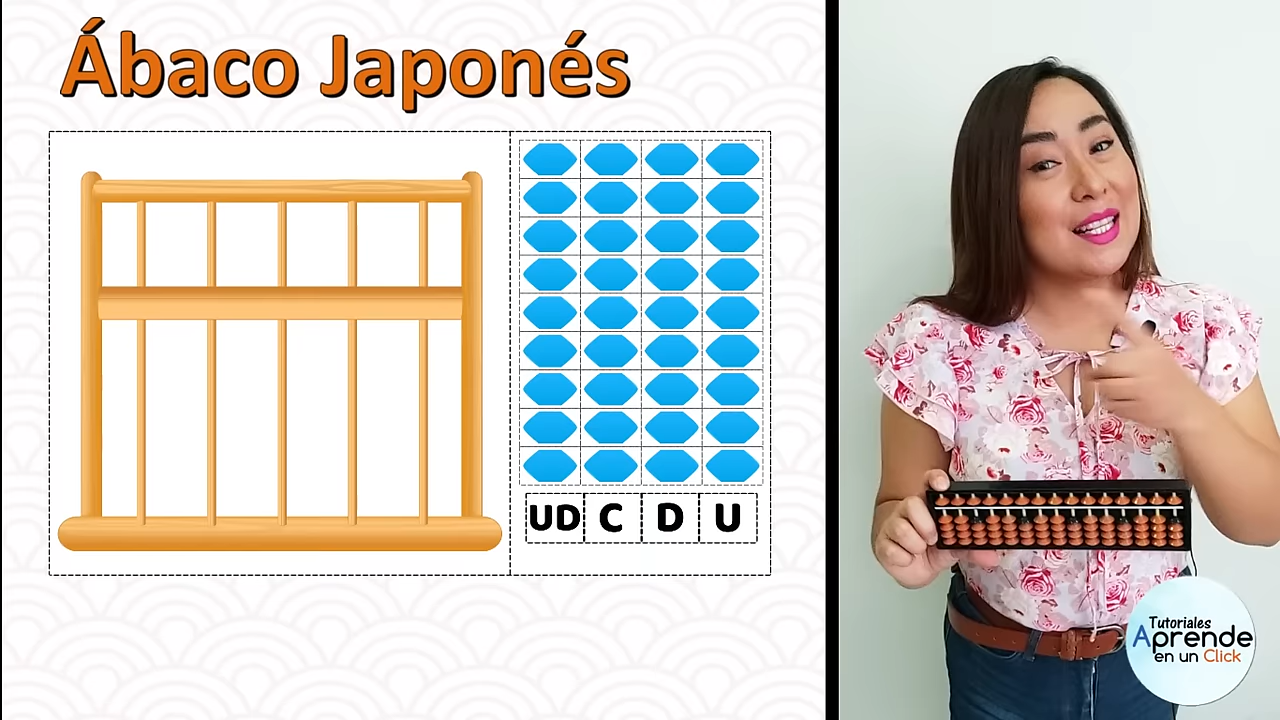 Ábaco Japonés
UD C D U
Tutoriales
Aprende
en un Click